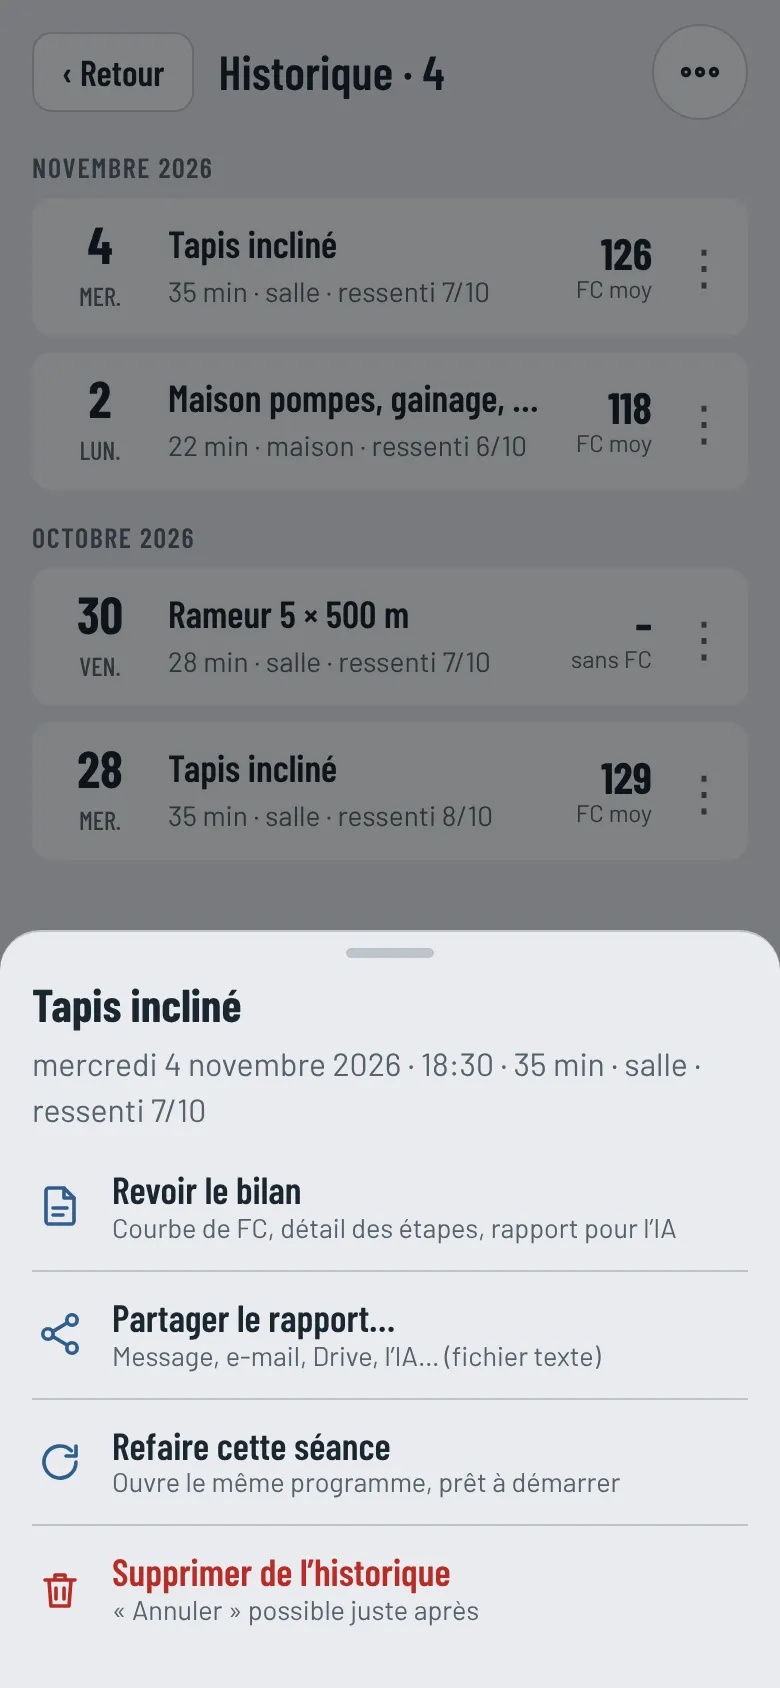 ‹ Retour
Historique · 4
NOVEMBRE 2026
4
MER.
Tapis incliné
35 min · salle · ressenti 7/10
126
FC moy
2
LUN.
Maison pompes, gainage, ...
22 min · maison · ressenti 6/10
118
FC moy
OCTOBRE 2026
30
VEN.
Rameur 5 × 500 m
28 min · salle · ressenti 7/10
–
sans FC
28
MER.
Tapis incliné
35 min · salle · ressenti 8/10
129
FC moy
Tapis incliné
mercredi 4 novembre 2026 · 18:30 · 35 min · salle ·
ressenti 7/10
Revoir le bilan
Courbe de FC, détail des étapes, rapport pour l’IA
Partager le rapport…
Message, e-mail, Drive, l’IA… (fichier texte)
Refaire cette séance
Ouvre le même programme, prêt à démarrer
Supprimer de l’historique
« Annuler » possible juste après